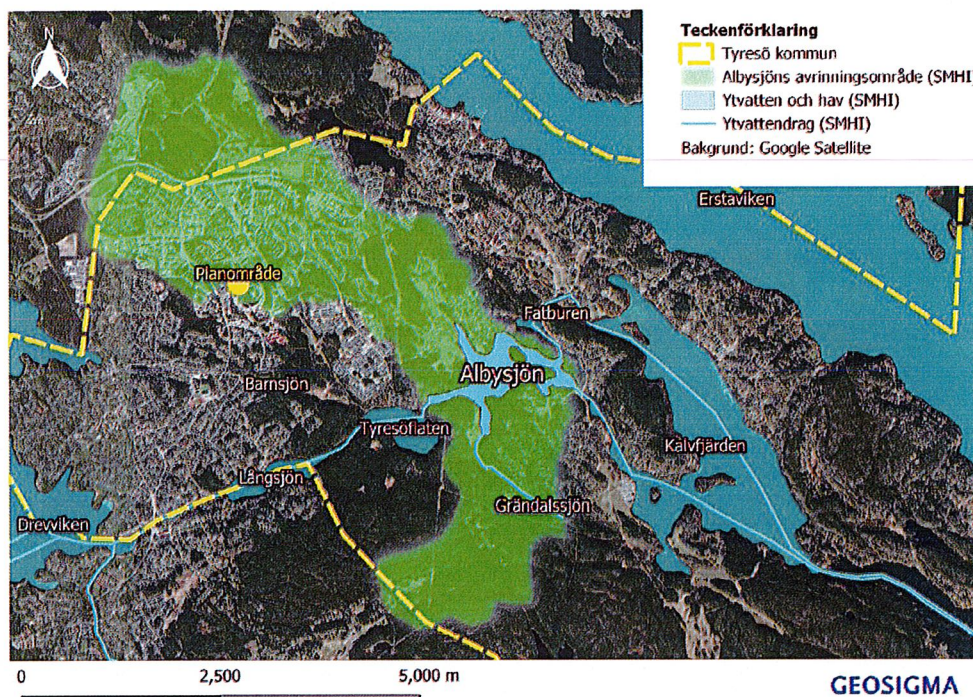 N
Teckenförklaring
Tyresö kommun
Albysjöns avrinningsområde (SMHI)
Ytvatten och hav (SMHI)
Ytvattendrag (SMHI)
Bakgrund: Google Satellite
Erstaviken
Planområde
Fatburen
Albysjön
Barnsjön
Tyresöflaten
Kalvfjärden
Långsjön
Grändalssjön
Drevviken
0 2,500 5,000 m
GEOSIGMA